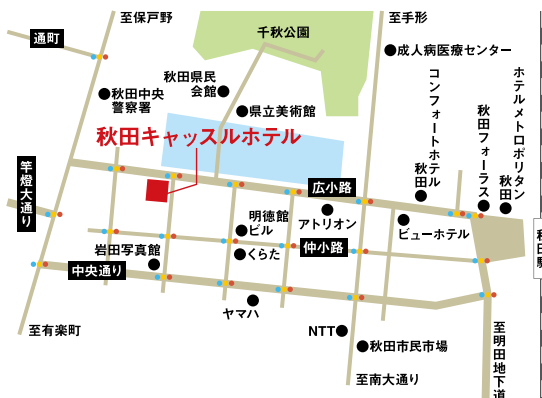 至保戸野
通町
千秋公園
至手形
成人病医療センター
秋田県民
会館
秋田中央
警察署
県立美術館
コンフォートホテル
秋田
ホテルメトロポリタン
秋田
秋田フォーラス
秋田キャッスルホテル
竿燈大通り
広小路
アトリオン
ビューホテル
明徳館
ビル
仲小路
くらた
岩田写真館
中央通り
ヤマハ
至有楽町
NTT
秋田市民市場
至南大通り
至明田地下道